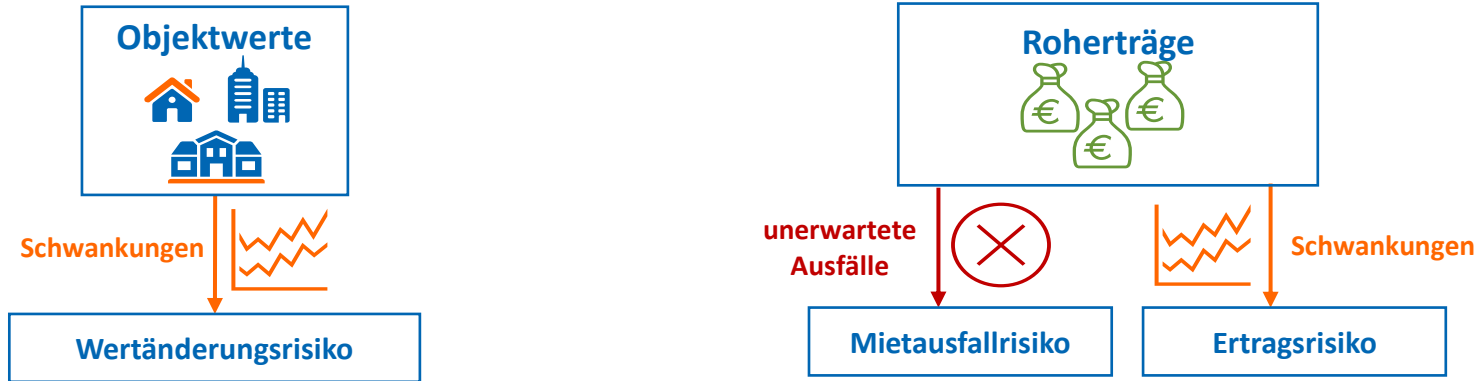 Objektwerte
Schwankungen
Wertänderungsrisiko
Roherträge
€
€
€
unerwartete
Ausfälle
Schwankungen
Mietausfallrisiko
Ertragsrisiko